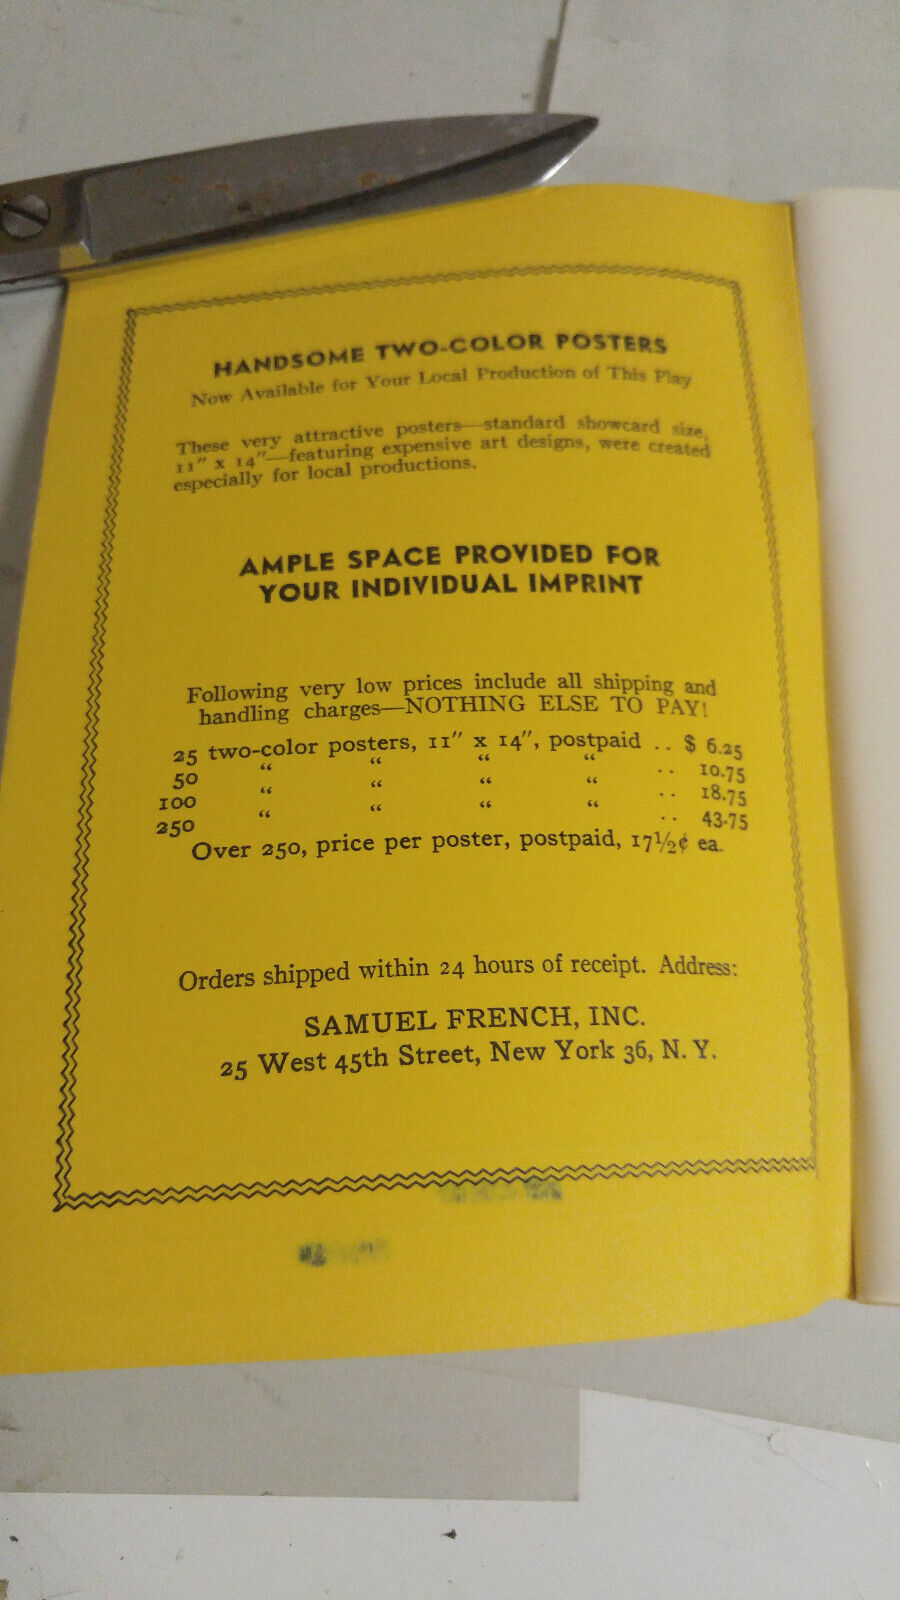 HANDSOME TWO-COLOR POSTERS
Now Available for Your Local Production of This Play
These very attractive posters—standard showcard size,
11" x 14"—featuring expensive art designs, were created
especially for local productions.
AMPLE SPACE PROVIDED FOR
YOUR INDIVIDUAL IMPRINT
Following very low prices include all shipping and
handling charges—NOTHING ELSE TO PAY!
25 two-color posters, 11" x 14", postpaid .. $ 6.25
50 “ “ “ “ .. 10.75
100 “ “ “ “ .. 18.75
250 “ “ “ “ .. 43.75
Over 250, price per poster, postpaid, 17½¢ ea.
Orders shipped within 24 hours of receipt. Address:
SAMUEL FRENCH, INC.
25 West 45th Street, New York 36, N. Y.